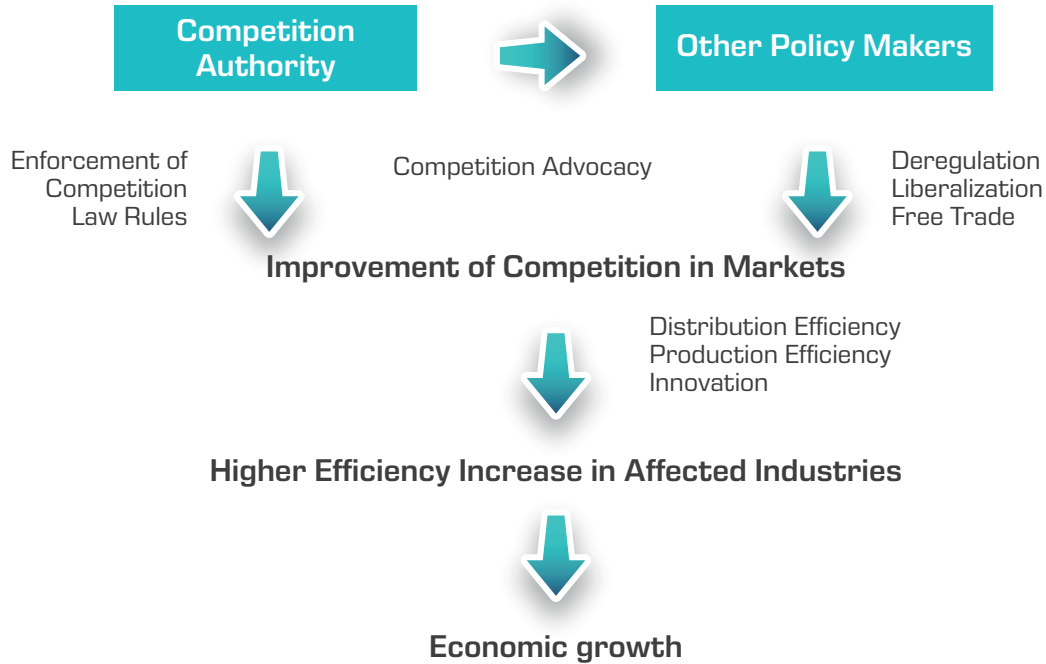 Competition
Authority
Other Policy Makers
Enforcement of
Competition
Law Rules
Competition Advocacy
Deregulation
Liberalization
Free Trade
Improvement of Competition in Markets
Distribution Efficiency
Production Efficiency
Innovation
Higher Efficiency Increase in Affected Industries
Economic growth